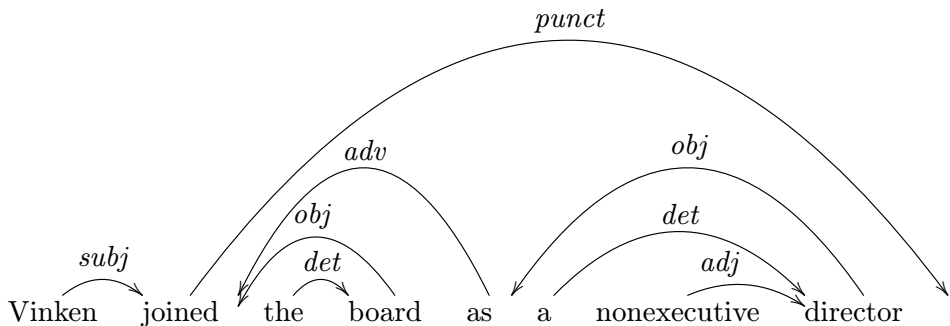 punct
adv obj
obj det
subj det adj
Vinken joined the board as a nonexecutive director .